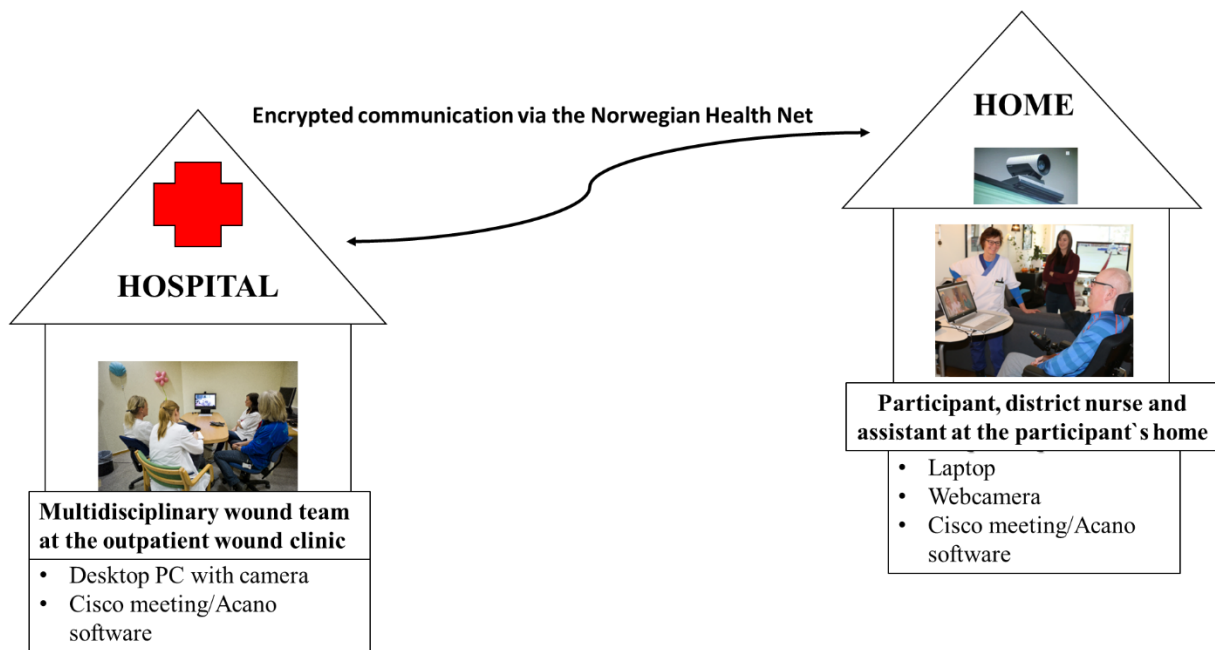 Encrypted communication via the Norwegian Health Net
HOSPITAL
Multidisciplinary wound team
at the outpatient wound clinic
• Desktop PC with camera
• Cisco meeting/Acano
software
HOME
Participant, district nurse and
assistant at the participant`s home
• Laptop
• Webcamera
• Cisco meeting/Acano
software